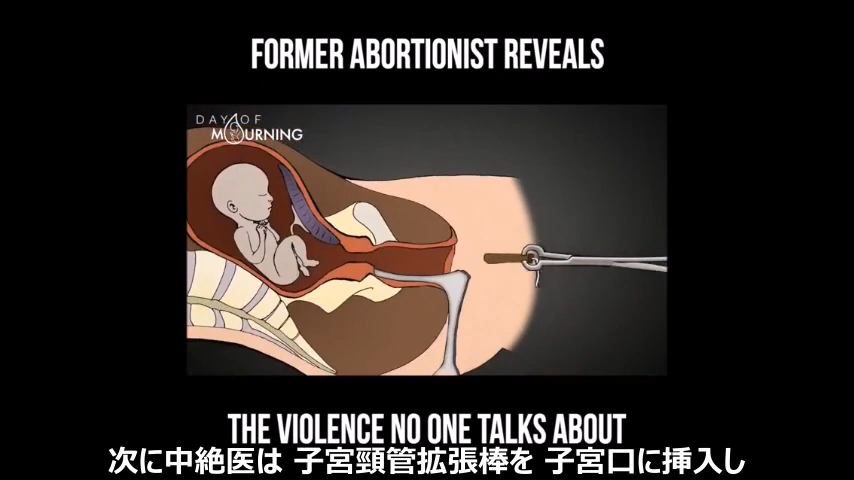 FORMER ABORTIONIST REVEALS
DAY OF
MOURNING
THE VIOLENCE NO ONE TALKS ABOUT
次に中絶医は 子宮頸管拡張棒を 子宮口に挿入し